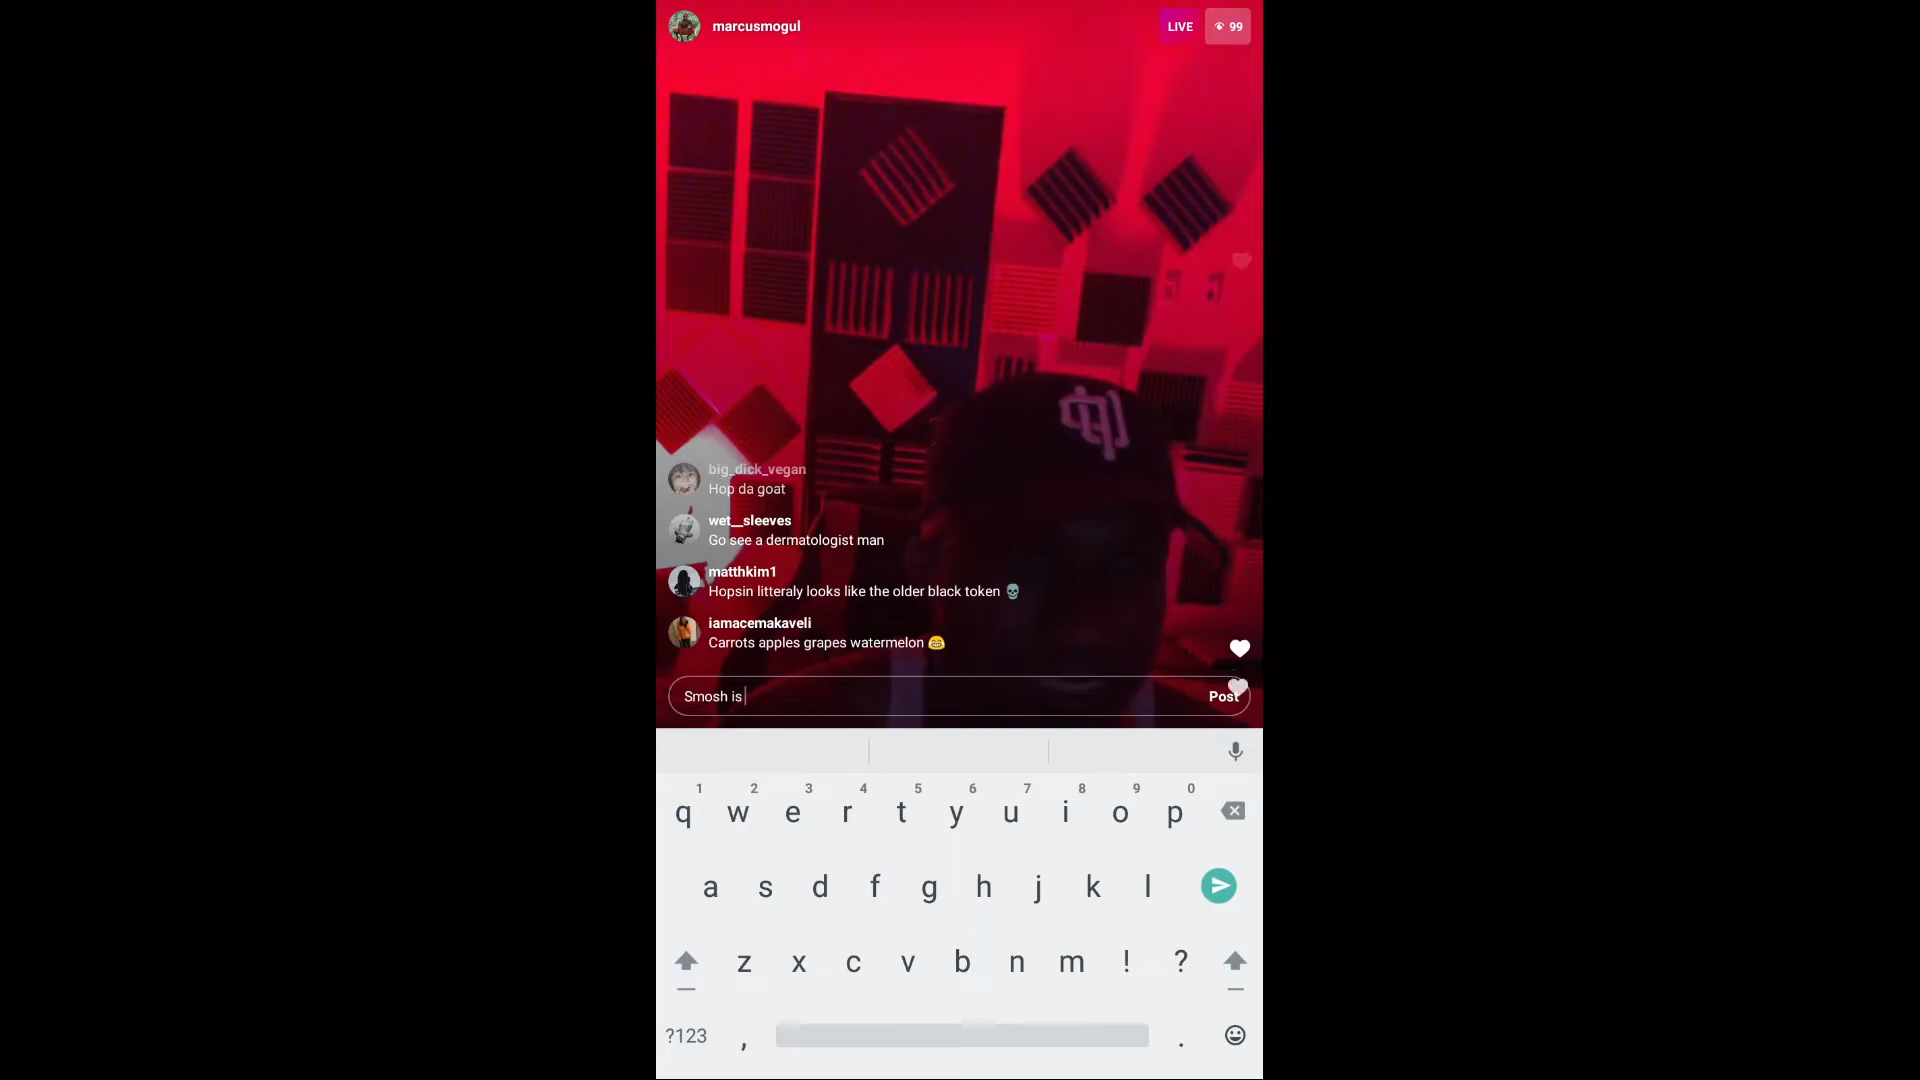 marcusmogul
LIVE
99
big_dick_vegan
Hop da goat
wet__sleeves
Go see a dermatologist man
matthkim1
Hopsin litteraly looks like the older black token 💀
iamacemakaveli
Carrots apples grapes watermelon 😂
Smosh is
Post
1 2 3 4 5 6 7 8 9 0
q w e r t y u i o p
a s d f g h j k l
z x c v b n m ! ?
?123 , .